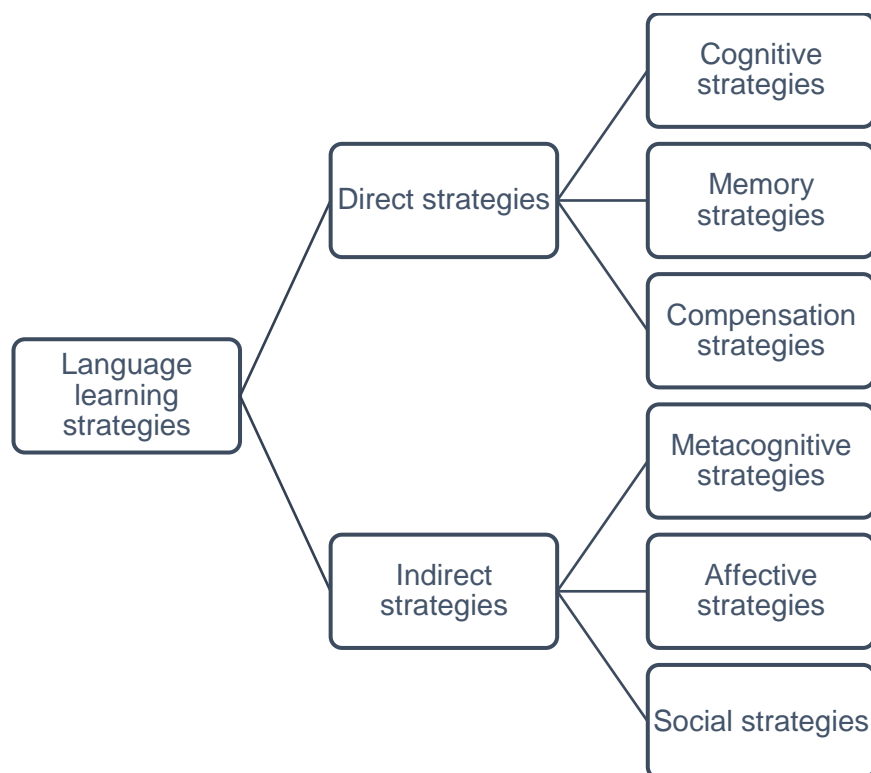 Cognitive
strategies
Direct strategies
Memory
strategies
Compensation
strategies
Language
learning
strategies
Metacognitive
strategies
Indirect
strategies
Affective
strategies
Social strategies